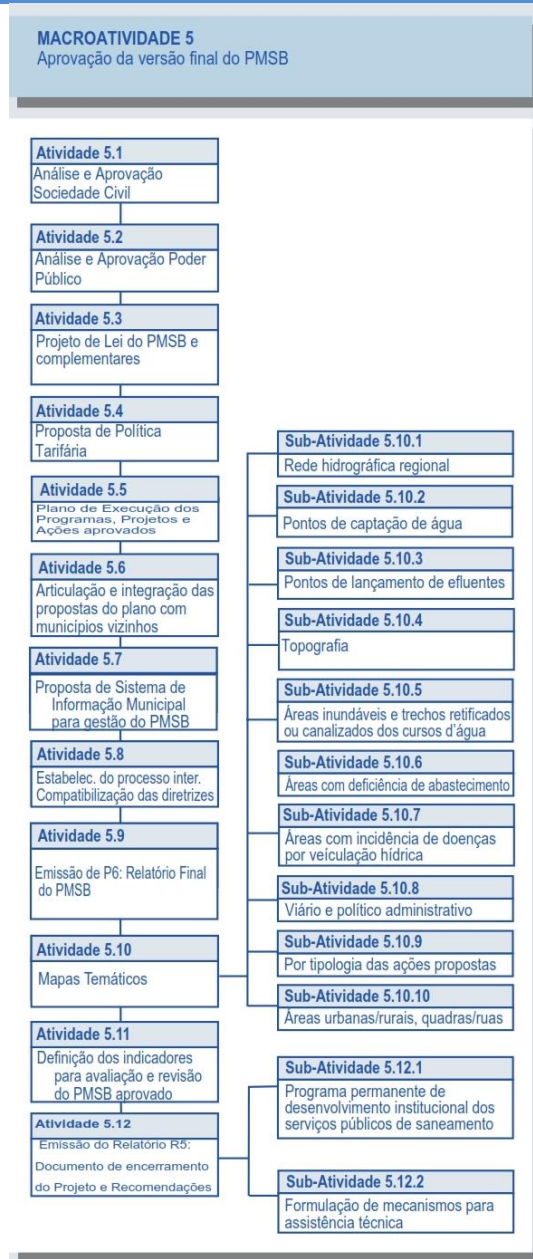 MACROATIVIDADE 5
Aprovação da versão final do PMSB
Atividade 5.1
Análise e Aprovação
Sociedade Civil
Atividade 5.2
Análise e Aprovação Poder
Público
Atividade 5.3
Projeto de Lei do PMSB e
complementares
Atividade 5.4
Proposta de Política
Tarifária
Atividade 5.5
Plano de Execução dos
Programas, Projetos e
Ações aprovados
Atividade 5.6
Articulação e integração das
propostas do plano com
municípios vizinhos
Atividade 5.7
Proposta de Sistema de
Informação Municipal
para gestão do PMSB
Atividade 5.8
Estabelec. do processo inter.
Compatibilização das diretrizes
Atividade 5.9
Emissão de P6: Relatório Final
do PMSB
Atividade 5.10
Mapas Temáticos
Atividade 5.11
Definição dos indicadores
para avaliação e revisão
do PMSB aprovado
Atividade 5.12
Emissão do Relatório R5:
Documento de encerramento
do Projeto e Recomendações
Sub-Atividade 5.10.1
Rede hidrográfica regional
Sub-Atividade 5.10.2
Pontos de captação de água
Sub-Atividade 5.10.3
Pontos de lançamento de efluentes
Sub-Atividade 5.10.4
Topografia
Sub-Atividade 5.10.5
Áreas inundáveis e trechos retificados
ou canalizados dos cursos d'água
Sub-Atividade 5.10.6
Áreas com deficiência de abastecimento
Sub-Atividade 5.10.7
Áreas com incidência de doenças
por veículação hídrica
Sub-Atividade 5.10.8
Viário e político administrativo
Sub-Atividade 5.10.9
Por tipologia das ações propostas
Sub-Atividade 5.10.10
Áreas urbanas/rurais, quadras/ruas
Sub-Atividade 5.12.1
Programa permanente de
desenvolvimento institucional dos
serviços públicos de saneamento
Sub-Atividade 5.12.2
Formulação de mecanismos para
assistência técnica